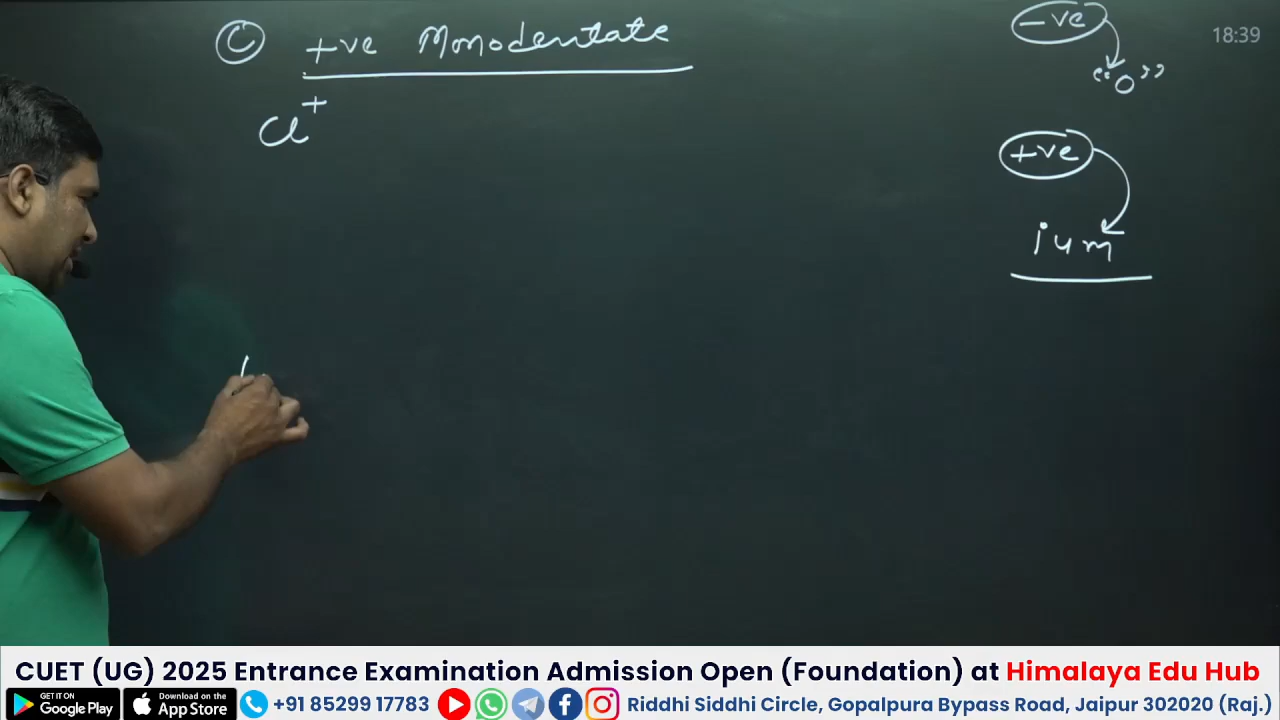 C +ve Monodentate
Cl+
-ve
"O"
+ve
ium
18:39
CUET (UG) 2025 Entrance Examination Admission Open (Foundation) at Himalaya Edu Hub
GET IT ON Google Play Download on the App Store +91 85299 17783 Riddhi Siddhi Circle, Gopalpura Bypass Road, Jaipur 302020 (Raj.)